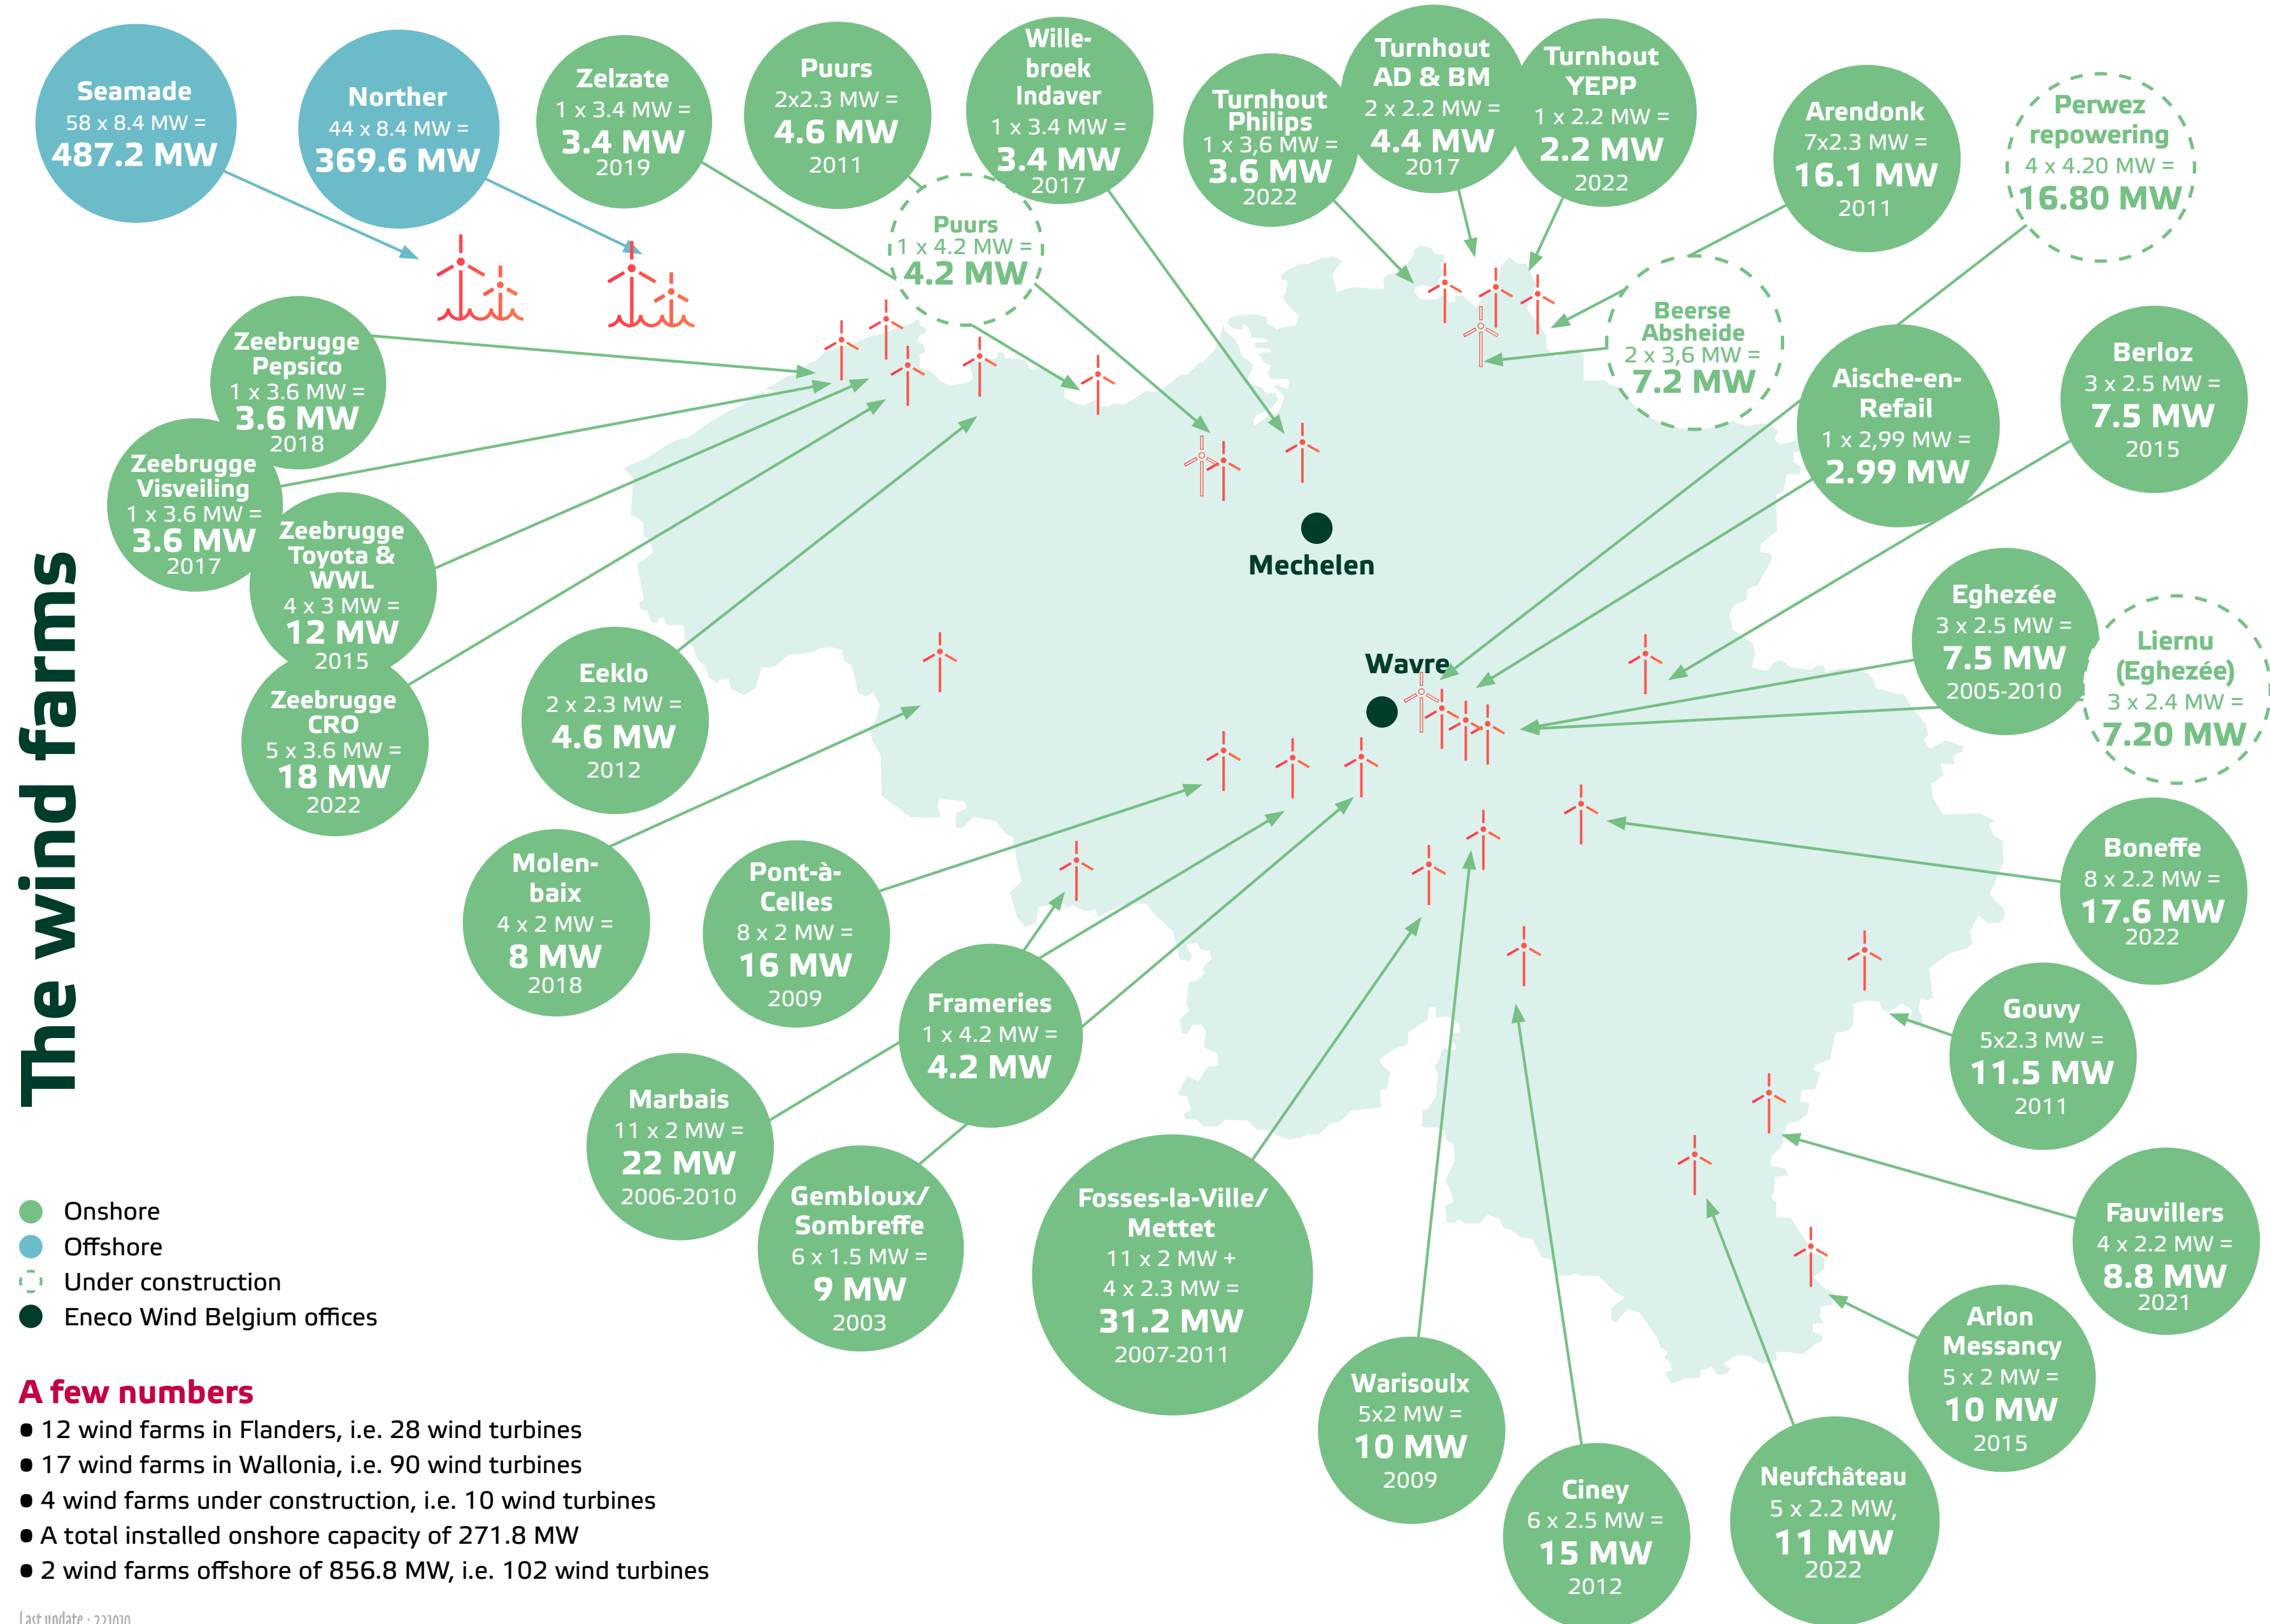 The wind farms
Seamade
58 x 8.4 MW =
487.2 MW
Norther
44 x 8.4 MW =
369.6 MW
Zelzate
1 x 3.4 MW =
3.4 MW
2019
Puurs
2x2.3 MW =
4.6 MW
2011
Wille-
broek
Indaver
1 x 3.4 MW =
3.4 MW
2017
Turnhout
Philips
1 x 3,6 MW =
3.6 MW
2022
Turnhout
AD & BM
2 x 2.2 MW =
4.4 MW
2017
Turnhout
YEPP
1 x 2.2 MW =
2.2 MW
2022
Arendonk
7x2.3 MW =
16.1 MW
2011
Perwez
repowering
4 x 4.20 MW =
16.80 MW
Puurs
1 x 4.2 MW =
4.2 MW
Beerse
Absheide
2 x 3,6 MW =
7.2 MW
Zeebrugge
Pepsico
1 x 3.6 MW =
3.6 MW
2018
Aische-en-
Refail
1 x 2,99 MW =
2.99 MW
Berloz
3 x 2.5 MW =
7.5 MW
2015
Zeebrugge
Visveiling
1 x 3.6 MW =
3.6 MW
2017
Zeebrugge
Toyota &
WWL
4 x 3 MW =
12 MW
2015
Mechelen
Zeebrugge
CRO
5 x 3.6 MW =
18 MW
2022
Eeklo
2 x 2.3 MW =
4.6 MW
2012
Wavre
Eghezée
3 x 2.5 MW =
7.5 MW
2005-2010
Liernu
(Eghezée)
3 x 2.4 MW =
7.20 MW
Molen-
baix
4 x 2 MW =
8 MW
2018
Pont-à-
Celles
8 x 2 MW =
16 MW
2009
Boneffe
8 x 2.2 MW =
17.6 MW
2022
Frameries
1 x 4.2 MW =
4.2 MW
Gouvy
5x2.3 MW =
11.5 MW
2011
Marbais
11 x 2 MW =
22 MW
2006-2010
Gembloux/
Sombreffe
6 x 1.5 MW =
9 MW
2003
Fosses-la-Ville/
Mettet
11 x 2 MW +
4 x 2.3 MW =
31.2 MW
2007-2011
Fauvillers
4 x 2.2 MW =
8.8 MW
2021
Arlon
Messancy
5 x 2 MW =
10 MW
2015
Warisoulx
5x2 MW =
10 MW
2009
Ciney
6 x 2.5 MW =
15 MW
2012
Neufchâteau
5 x 2.2 MW,
11 MW
2022
Onshore
Offshore
Under construction
Eneco Wind Belgium offices
A few numbers
• 12 wind farms in Flanders, i.e. 28 wind turbines
• 17 wind farms in Wallonia, i.e. 90 wind turbines
• 4 wind farms under construction, i.e. 10 wind turbines
• A total installed onshore capacity of 271.8 MW
• 2 wind farms offshore of 856.8 MW, i.e. 102 wind turbines
Last update : 221010